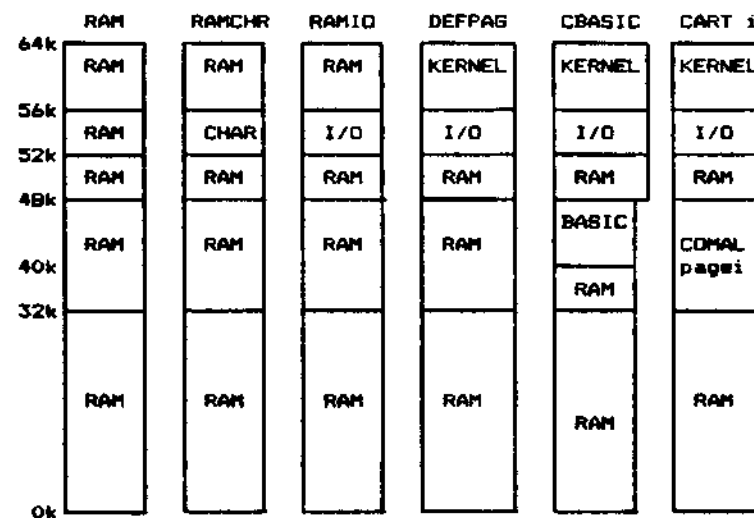 RAM RAMCHR RAMIO DEFPAG CBASIC CART i
64k
RAM RAM RAM KERNEL KERNEL KERNEL
56k
RAM CHAR I/O I/O I/O I/O
52k
RAM RAM RAM RAM RAM RAM
48k
BASIC
RAM RAM RAM RAM COMAL
40k pagei
RAM
32k
RAM RAM RAM RAM RAM
RAM
0k